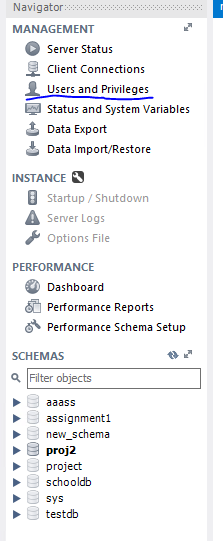 Navigator
MANAGEMENT
Server Status
Client Connections
Users and Privileges
Status and System Variables
Data Export
Data Import/Restore
INSTANCE
Startup / Shutdown
Server Logs
Options File
PERFORMANCE
Dashboard
Performance Reports
Performance Schema Setup
SCHEMAS
Filter objects
aaass
assignment1
new_schema
proj2
project
schooldb
sys
testdb